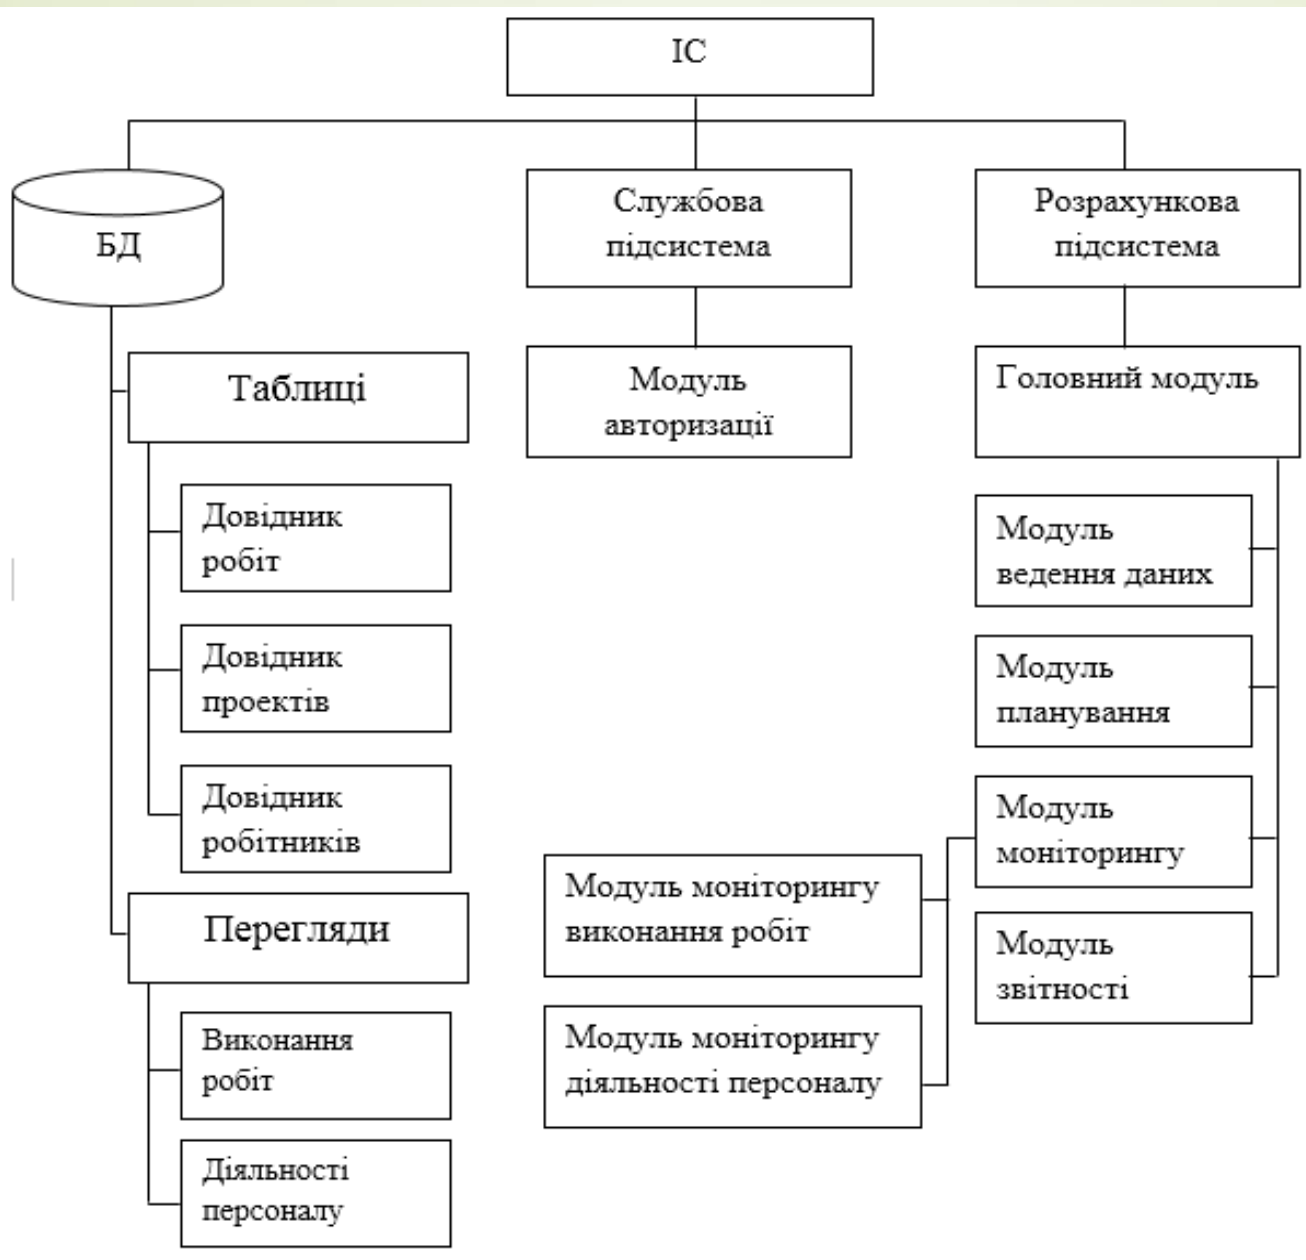 ІС
БД
Службова
підсистема
Розрахункова
підсистема
Таблиці
Довідник
робіт
Довідник
проектів
Довідник
робітників
Перегляди
Виконання
робіт
Діяльності
персоналу
Модуль
авторизації
Головний модуль
Модуль
ведення даних
Модуль
планування
Модуль
моніторингу
Модуль
звітності
Модуль моніторингу
виконання робіт
Модуль моніторингу
діяльності персоналу